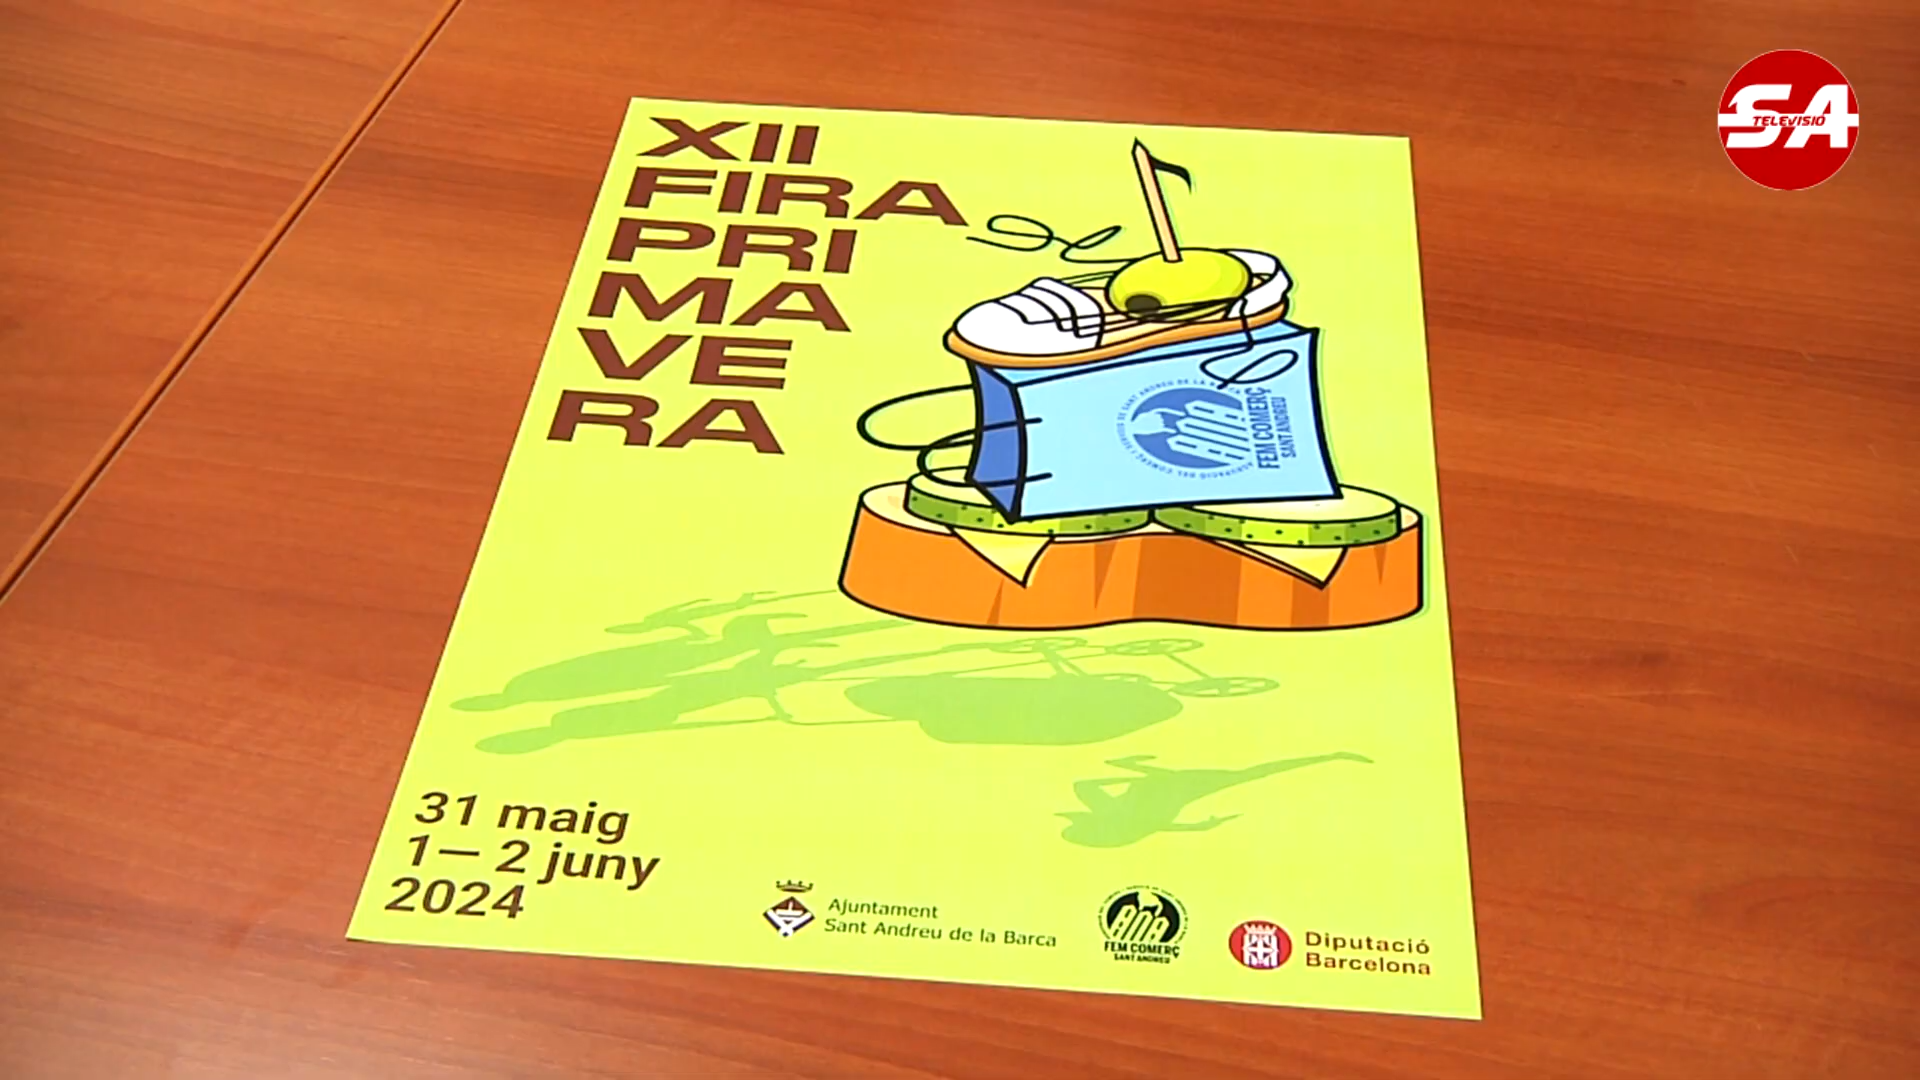 XII
FIRA
PRI
MA
VE
RA
SA
TELEVISIÓ
FEM COMERÇ
SANT ANDREU
31 maig
1— 2 juny
2024
Ajuntament
Sant Andreu de la Barca
FEM COMERÇ
SANT ANDREU
Diputació
Barcelona